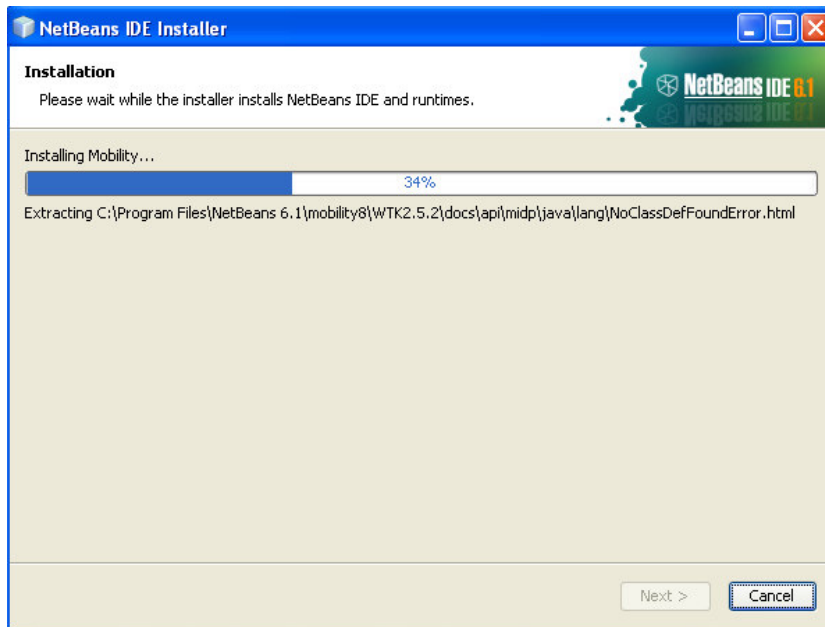 NetBeans IDE Installer
Installation
Please wait while the installer installs NetBeans IDE and runtimes.
NetBeans IDE 6.1
Installing Mobility...
34%
Extracting C:\Program Files\NetBeans 6.1\mobility8\WTK2.5.2\docs\api\midp\java\lang\NoClassDefFoundError.html
Next >
Cancel